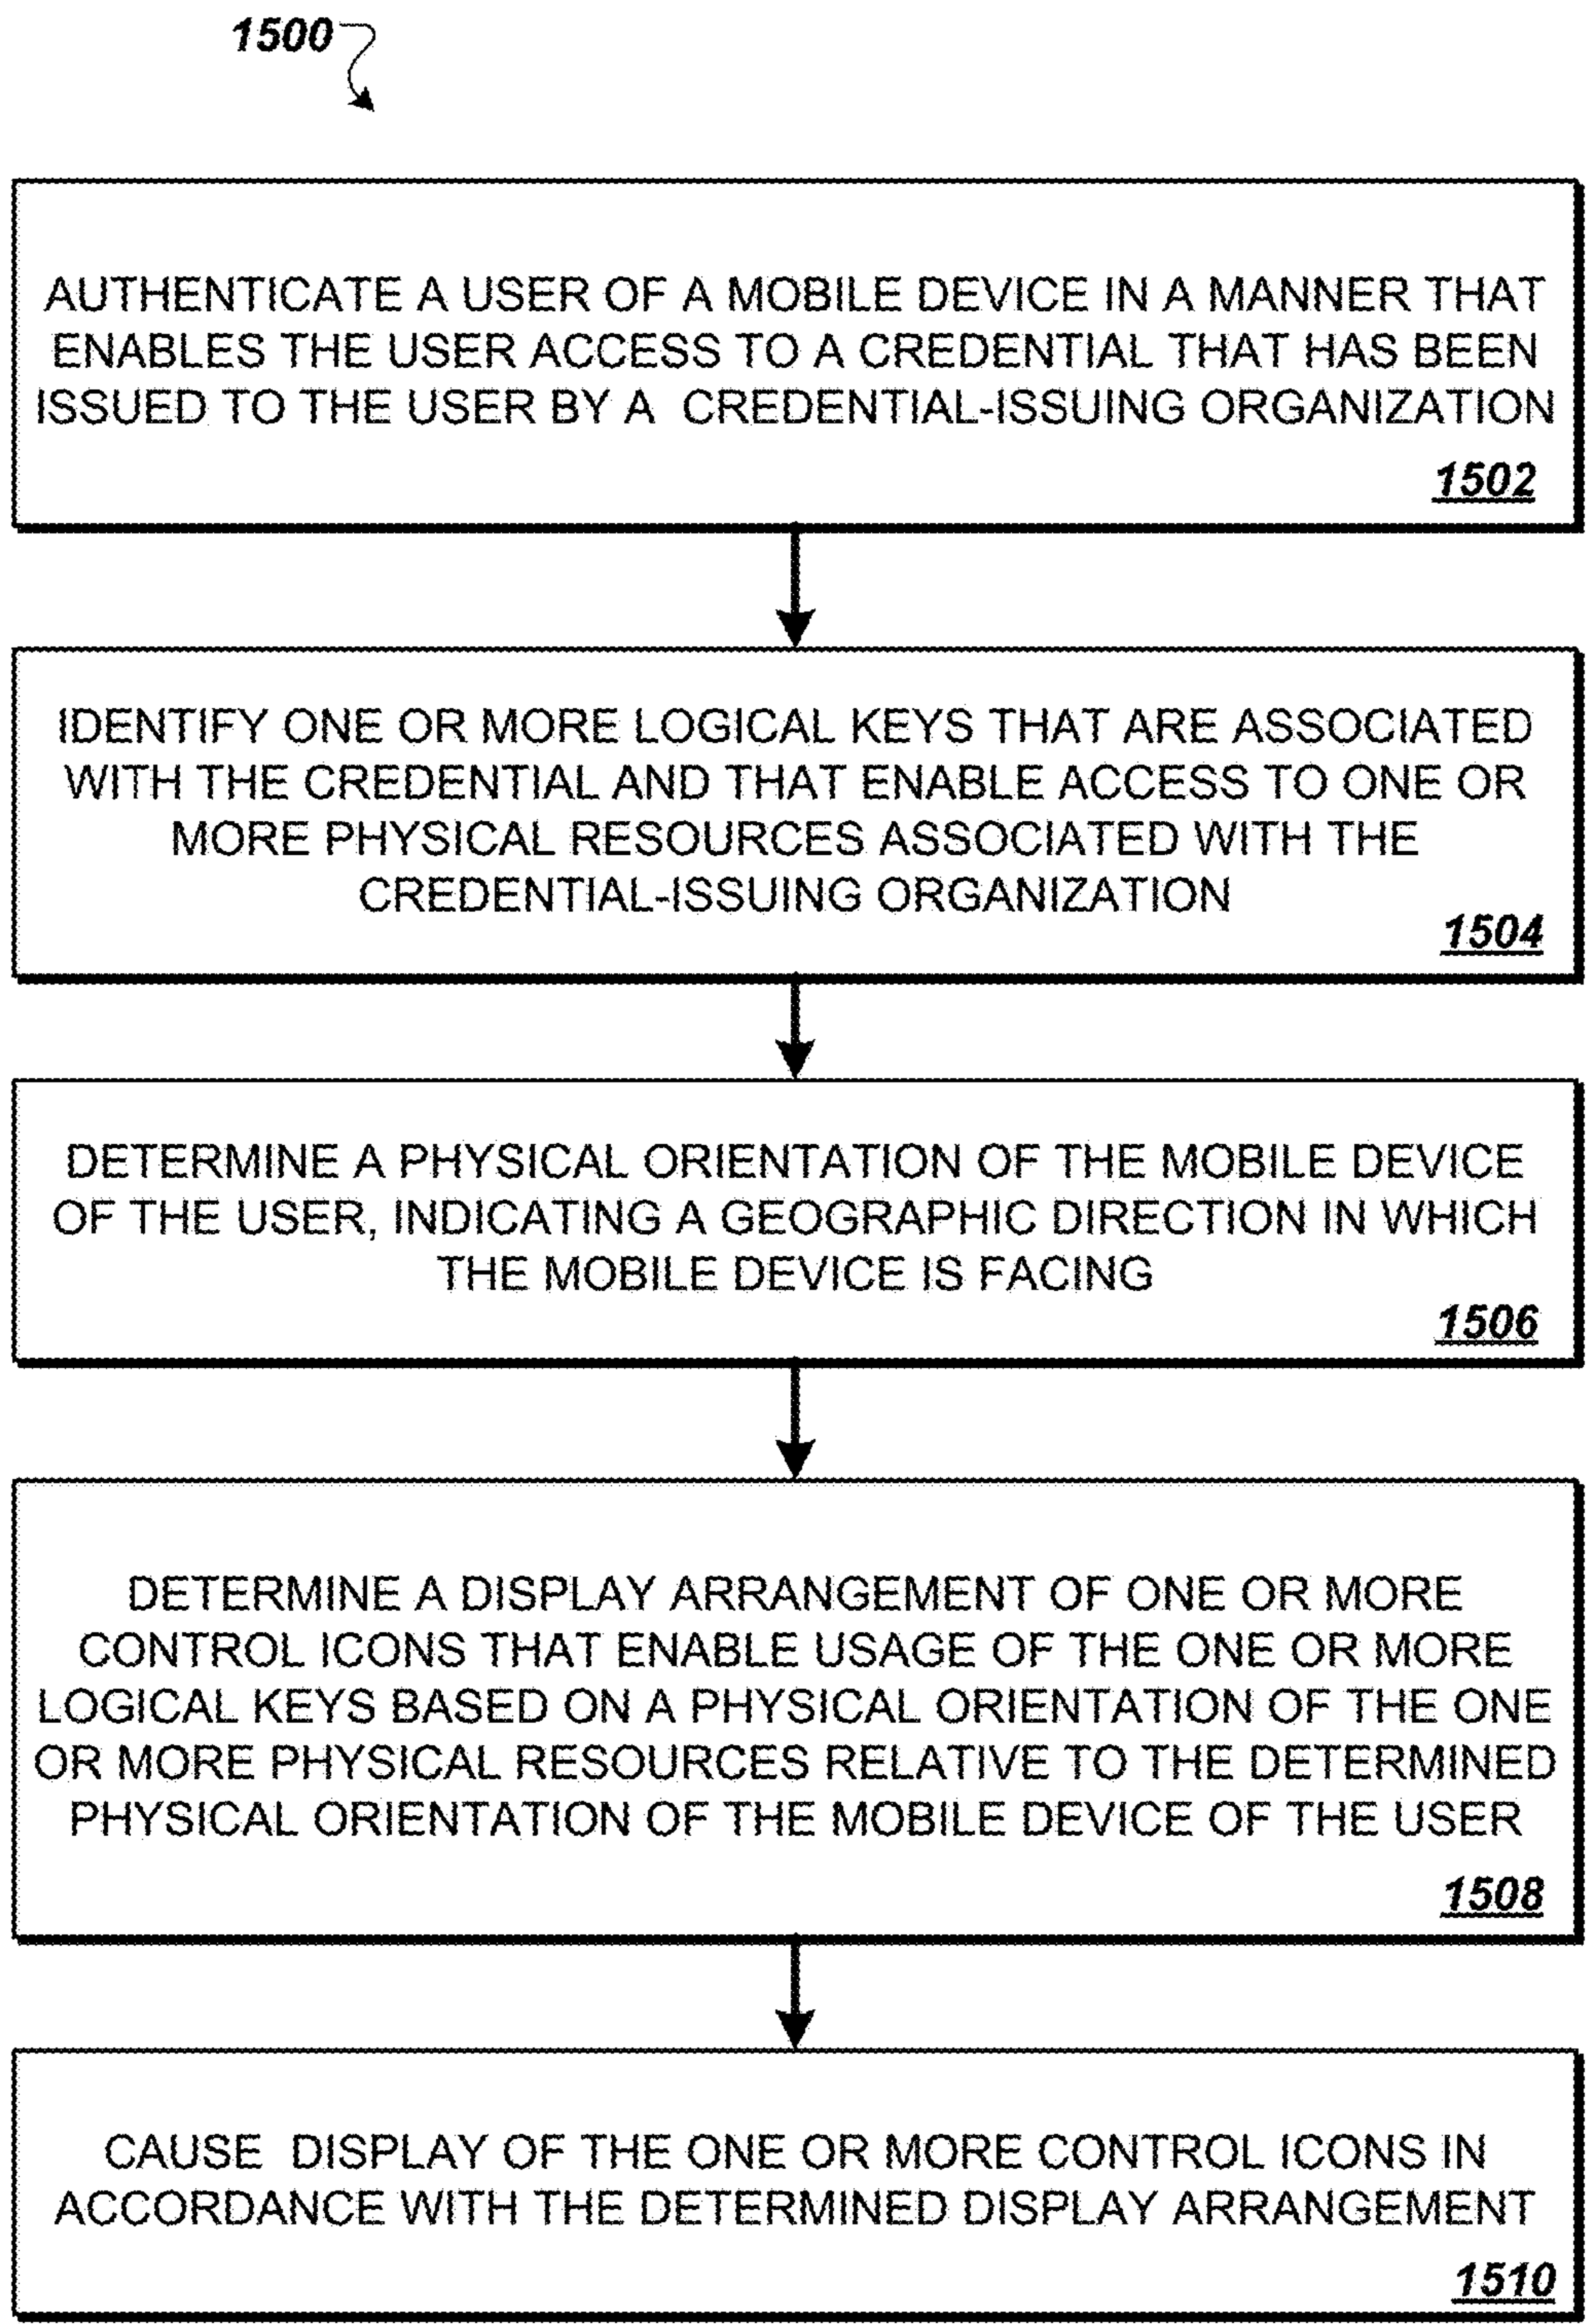 1500
AUTHENTICATE A USER OF A MOBILE DEVICE IN A MANNER THAT
ENABLES THE USER ACCESS TO A CREDENTIAL THAT HAS BEEN
ISSUED TO THE USER BY A CREDENTIAL-ISSUING ORGANIZATION
1502
IDENTIFY ONE OR MORE LOGICAL KEYS THAT ARE ASSOCIATED
WITH THE CREDENTIAL AND THAT ENABLE ACCESS TO ONE OR
MORE PHYSICAL RESOURCES ASSOCIATED WITH THE
CREDENTIAL-ISSUING ORGANIZATION
1504
DETERMINE A PHYSICAL ORIENTATION OF THE MOBILE DEVICE
OF THE USER, INDICATING A GEOGRAPHIC DIRECTION IN WHICH
THE MOBILE DEVICE IS FACING
1506
DETERMINE A DISPLAY ARRANGEMENT OF ONE OR MORE
CONTROL ICONS THAT ENABLE USAGE OF THE ONE OR MORE
LOGICAL KEYS BASED ON A PHYSICAL ORIENTATION OF THE ONE
OR MORE PHYSICAL RESOURCES RELATIVE TO THE DETERMINED
PHYSICAL ORIENTATION OF THE MOBILE DEVICE OF THE USER
1508
CAUSE DISPLAY OF THE ONE OR MORE CONTROL ICONS IN
ACCORDANCE WITH THE DETERMINED DISPLAY ARRANGEMENT
1510